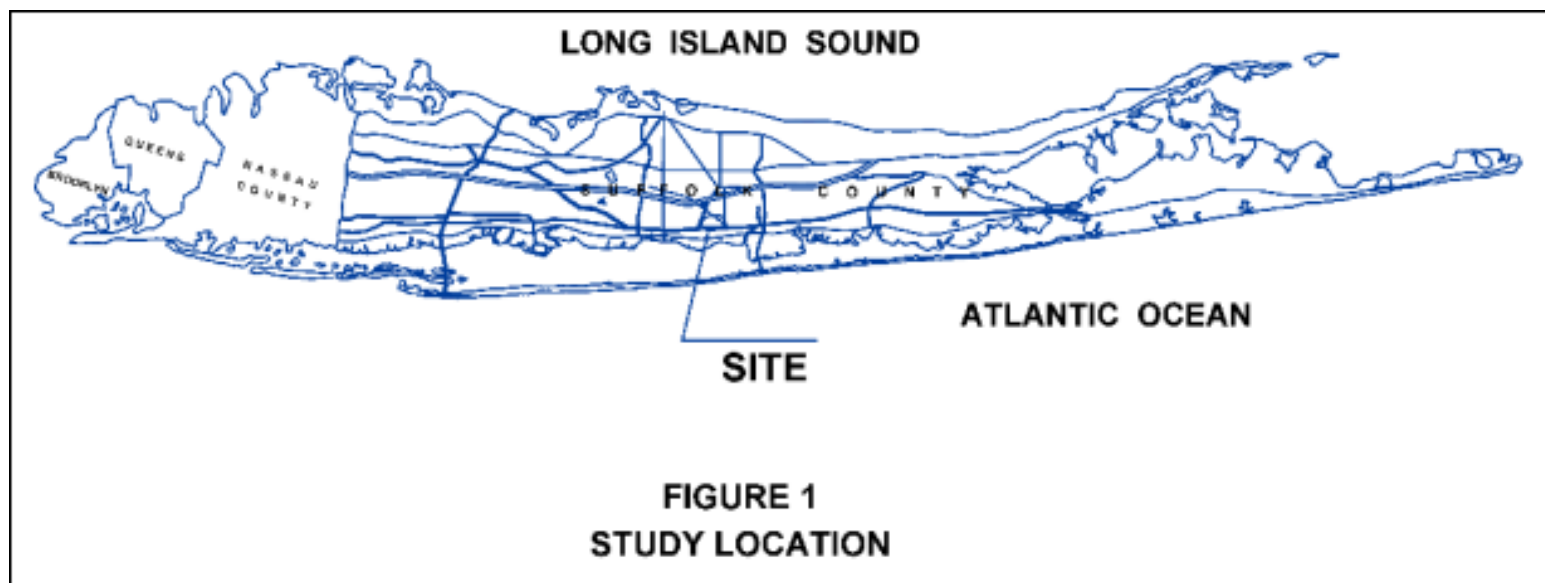 LONG ISLAND SOUND
QUEENS
BROOKLYN
NASSAU
COUNTY
SUFFOLK COUNTY
ATLANTIC OCEAN
SITE
FIGURE 1
STUDY LOCATION